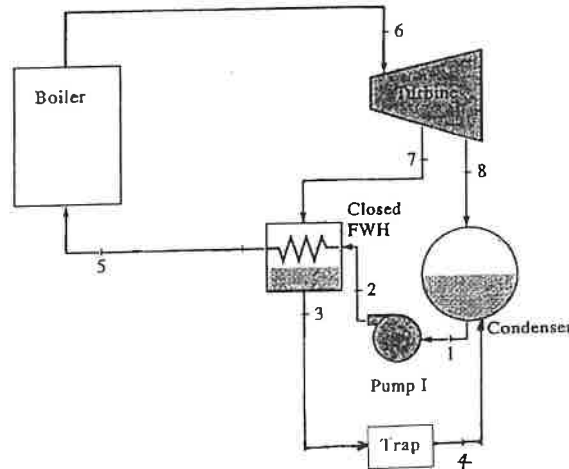 6
Boiler
Turbine
7
8
Closed
FWH
5
2
3
1
Condenser
Pump I
Trap
4